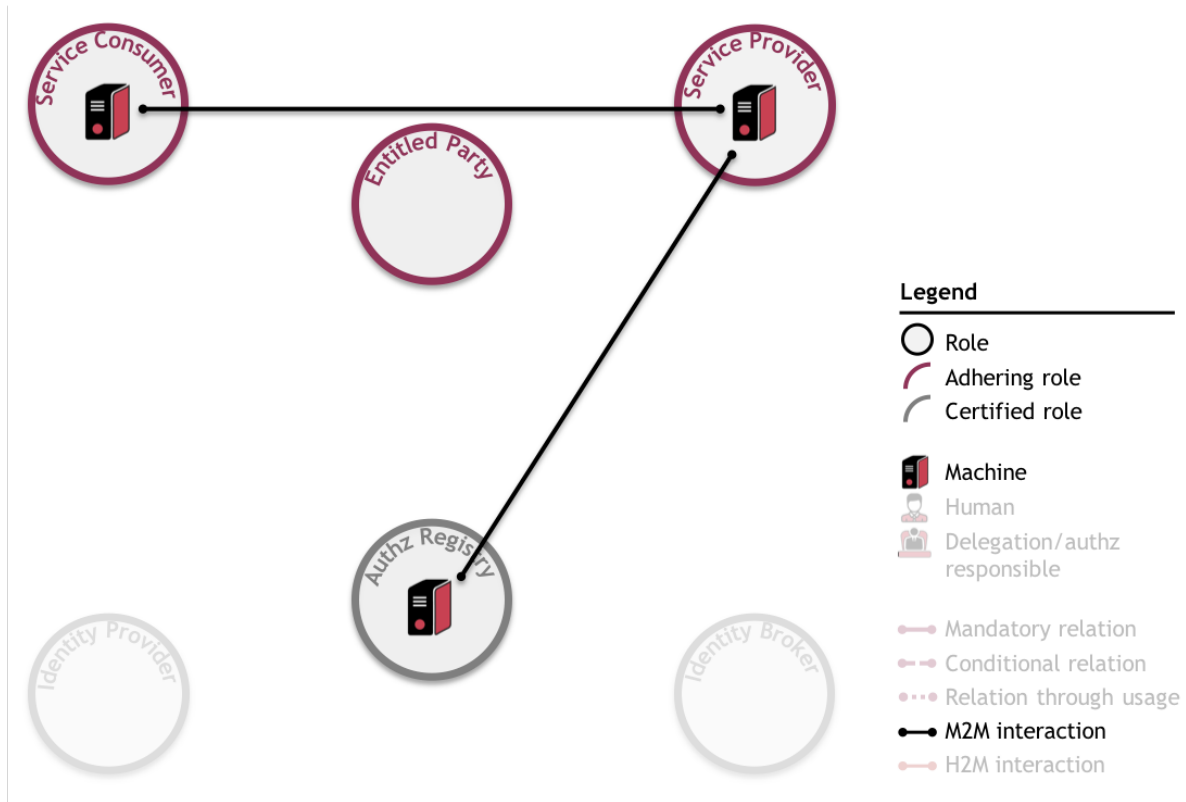 Service Consumer
Service Provider
Entitled Party
Legend
Role
Adhering role
Certified role
Machine
Human
Delegation/authz
responsible
Authz Registry
Identity Provider
Identity Broker
Mandatory relation
Conditional relation
Relation through usage
M2M interaction
H2M interaction